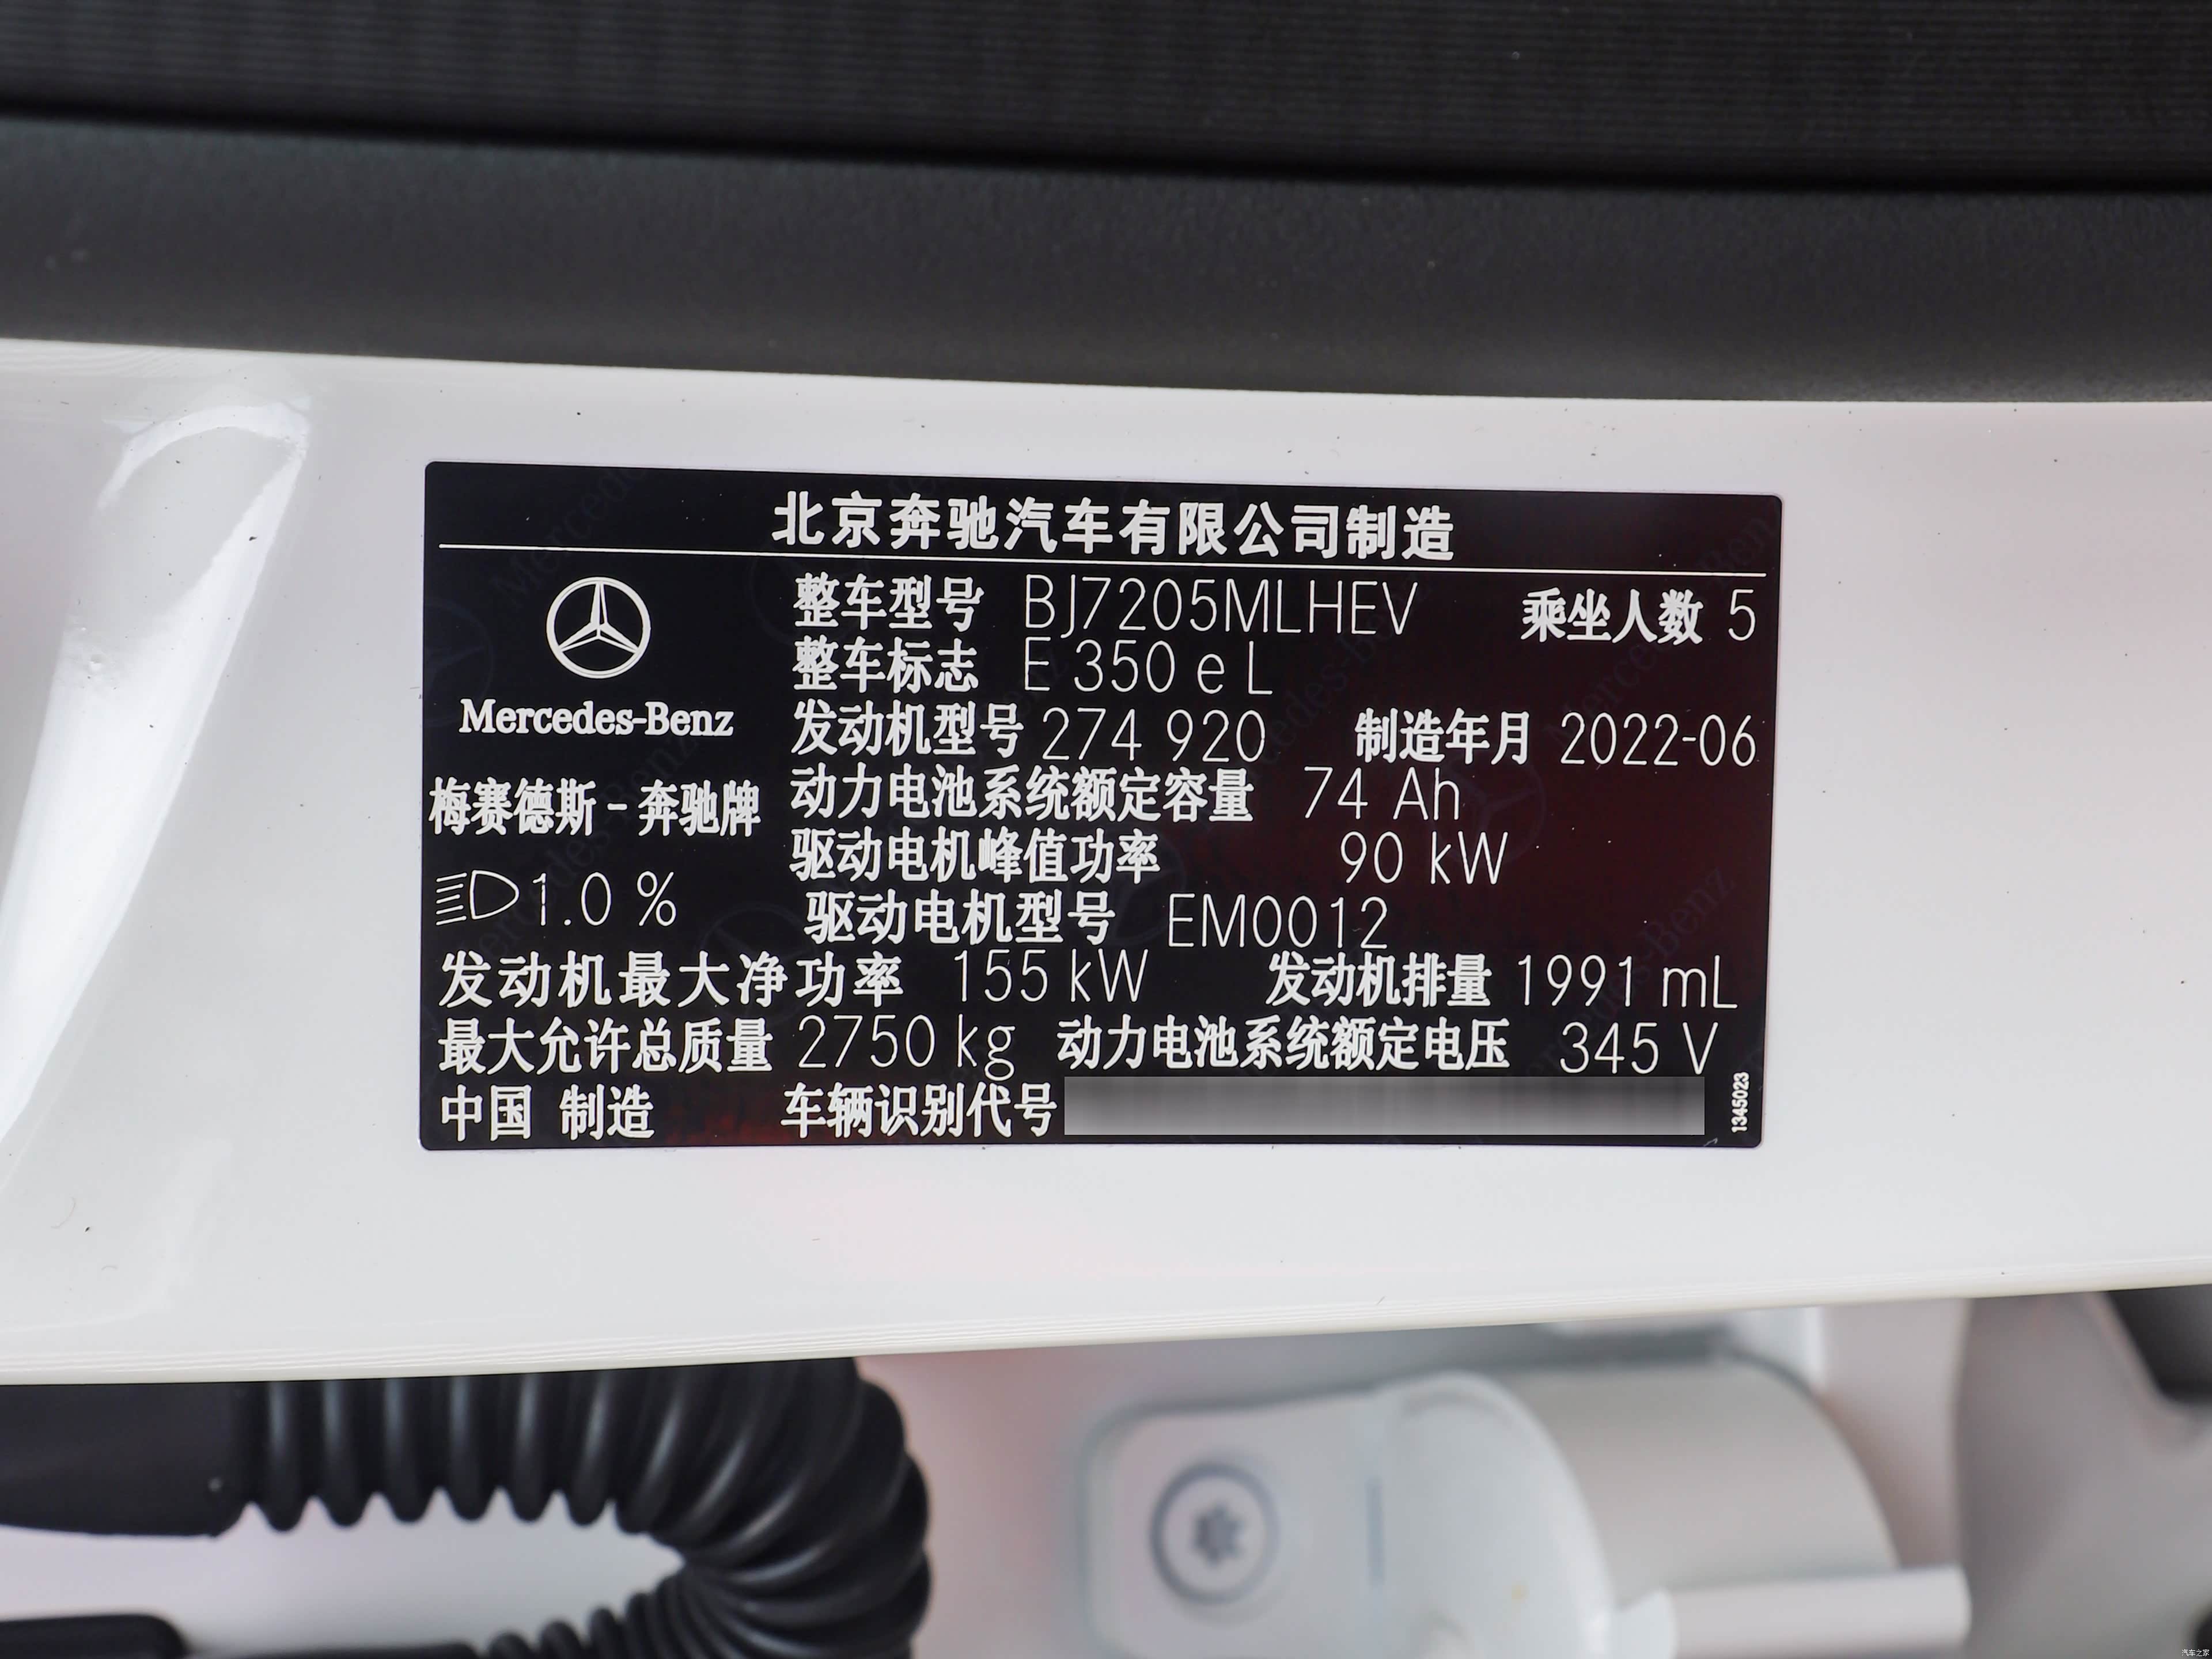 北京奔驰汽车有限公司制造
整车型号 BJ7205MLHEV 乘坐人数 5
整车标志 E 350 e L
Mercedes-Benz
发动机型号 274 920 制造年月 2022-06
梅赛德斯-奔驰牌
动力电池系统额定容量 74 Ah
驱动电机峰值功率 90 kW
1.0 %
驱动电机型号 EM0012
发动机最大净功率 155 kW 发动机排量 1991 mL
最大允许总质量 2750 kg 动力电池系统额定电压 345 V
中国 制造 车辆识别代号
1345023
汽车之家